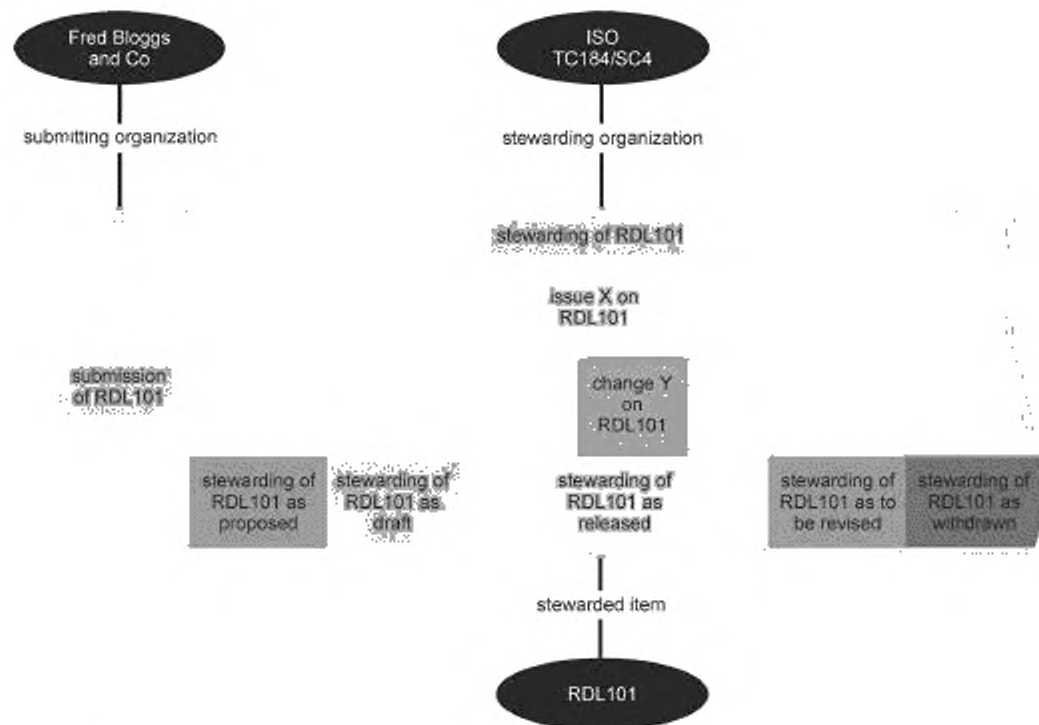 Fred Bloggs
and Co
ISO
TC184/SC4
submitting organization
stewarding organization
stewarding of RDL101
issue X on
RDL101
submission
of RDL101
change Y
on
RDL101
stewarding of
RDL101 as
proposed
stewarding of
RDL101 as
draft
stewarding of
RDL101 as
released
stewarding of
RDL101 as to
be revised
stewarding of
RDL101 as
withdrawn
stewarded item
RDL101